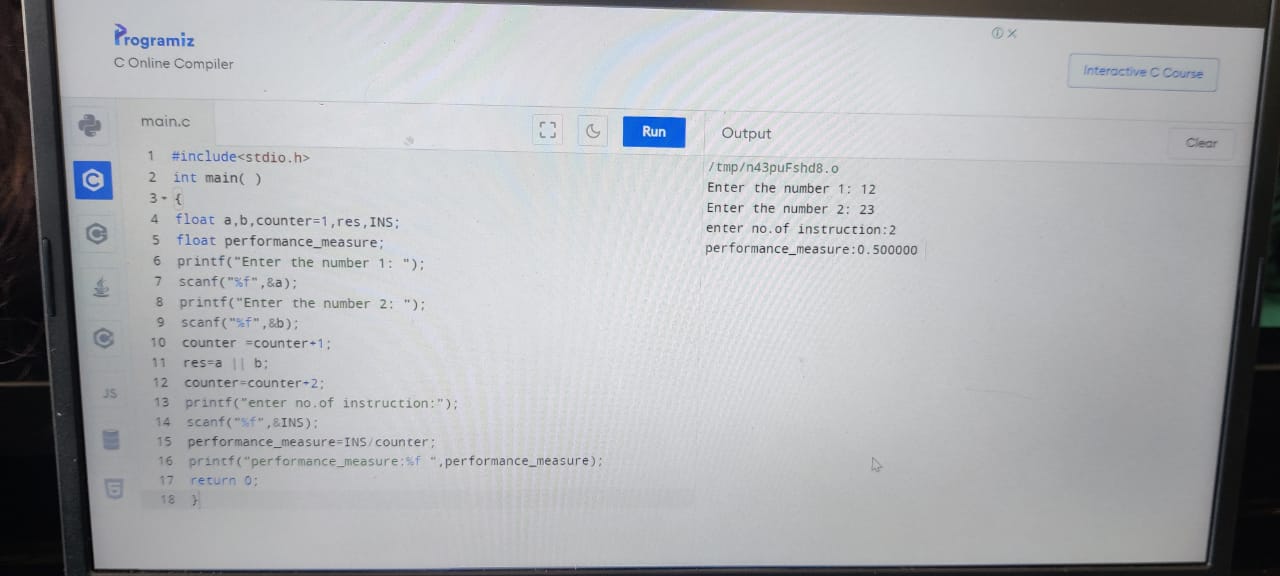 Programiz
C Online Compiler
Interactive C Course
main.c
Run
Output
Clear
1 #include<stdio.h>
2 int main( )
3 {
4 float a,b,counter=1,res,INS;
5 float performance_measure;
6 printf("Enter the number 1: ");
7 scanf("%f",&a);
8 printf("Enter the number 2: ");
9 scanf("%f",&b);
10 counter =counter+1;
11 res=a || b;
12 counter=counter+2;
13 printf("enter no.of instruction:");
14 scanf("%f",&INS);
15 performance_measure=INS/counter;
16 printf("performance_measure:%f ",performance_measure);
17 return 0;
18 }
JS
/tmp/n43puFshd8.o
Enter the number 1: 12
Enter the number 2: 23
enter no.of instruction:2
performance_measure:0.500000